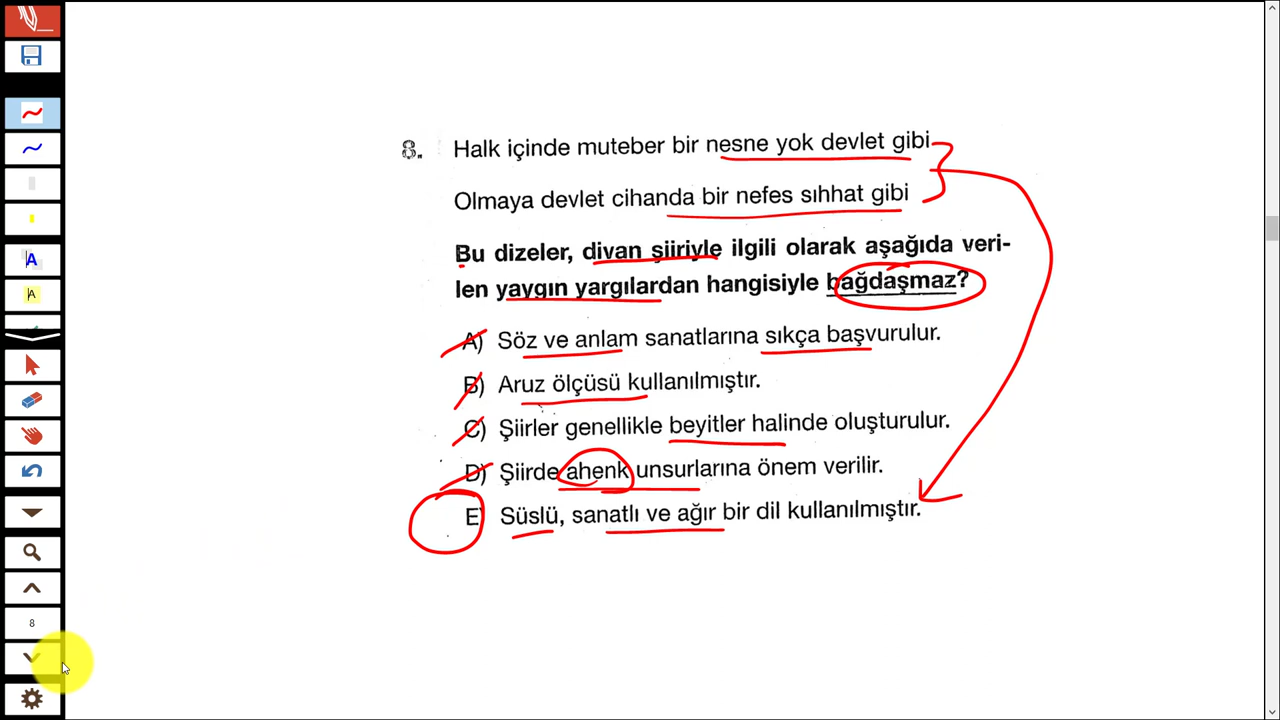 8. Halk içinde muteber bir nesne yok devlet gibi
Olmaya devlet cihanda bir nefes sıhhat gibi
Bu dizeler, divan şiiriyle ilgili olarak aşağıda veri-
len yaygın yargılardan hangisiyle bağdaşmaz?
A) Söz ve anlam sanatlarına sıkça başvurulur.
B) Aruz ölçüsü kullanılmıştır.
C) Şiirler genellikle beyitler halinde oluşturulur.
D) Şiirde ahenk unsurlarına önem verilir.
E) Süslü, sanatlı ve ağır bir dil kullanılmıştır.
A
A
8